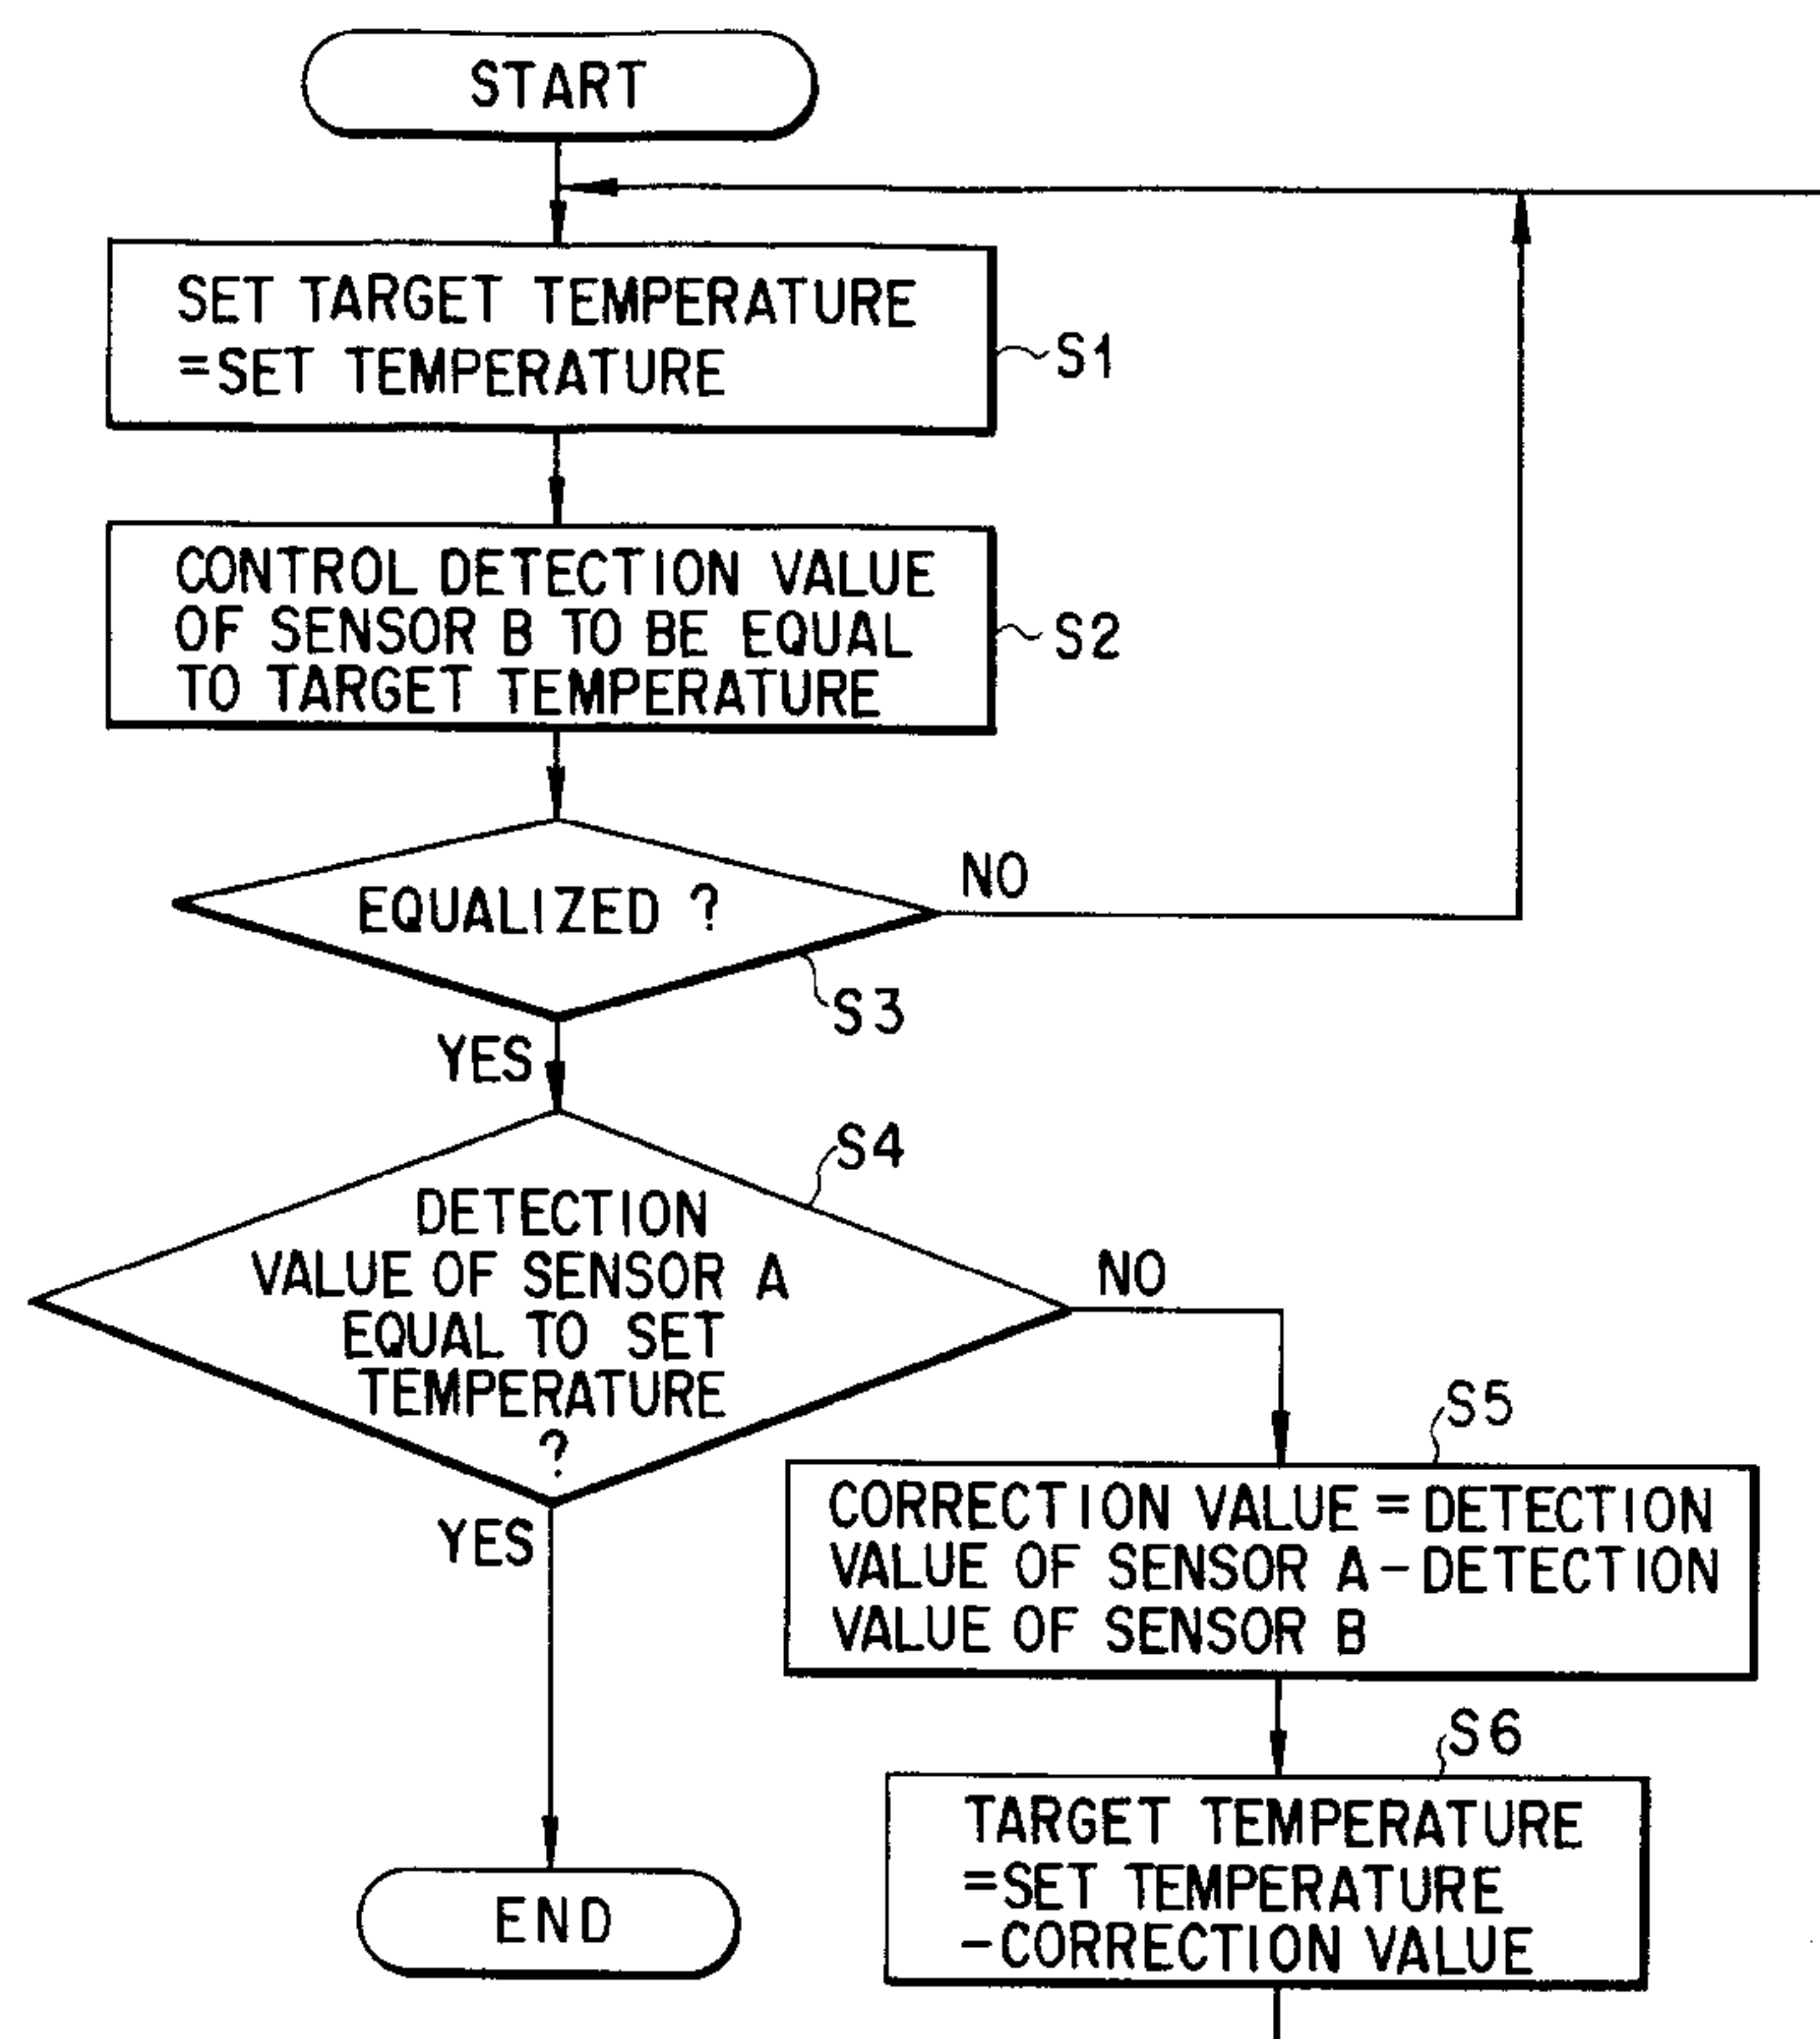 START
SET TARGET TEMPERATURE
=SET TEMPERATURE
S1
CONTROL DETECTION VALUE
OF SENSOR B TO BE EQUAL
TO TARGET TEMPERATURE
S2
EQUALIZED ?
NO
S3
YES
S4
DETECTION
VALUE OF SENSOR A
EQUAL TO SET
TEMPERATURE
?
NO
YES
S5
CORRECTION VALUE = DETECTION
VALUE OF SENSOR A - DETECTION
VALUE OF SENSOR B
S6
TARGET TEMPERATURE
=SET TEMPERATURE
-CORRECTION VALUE
END